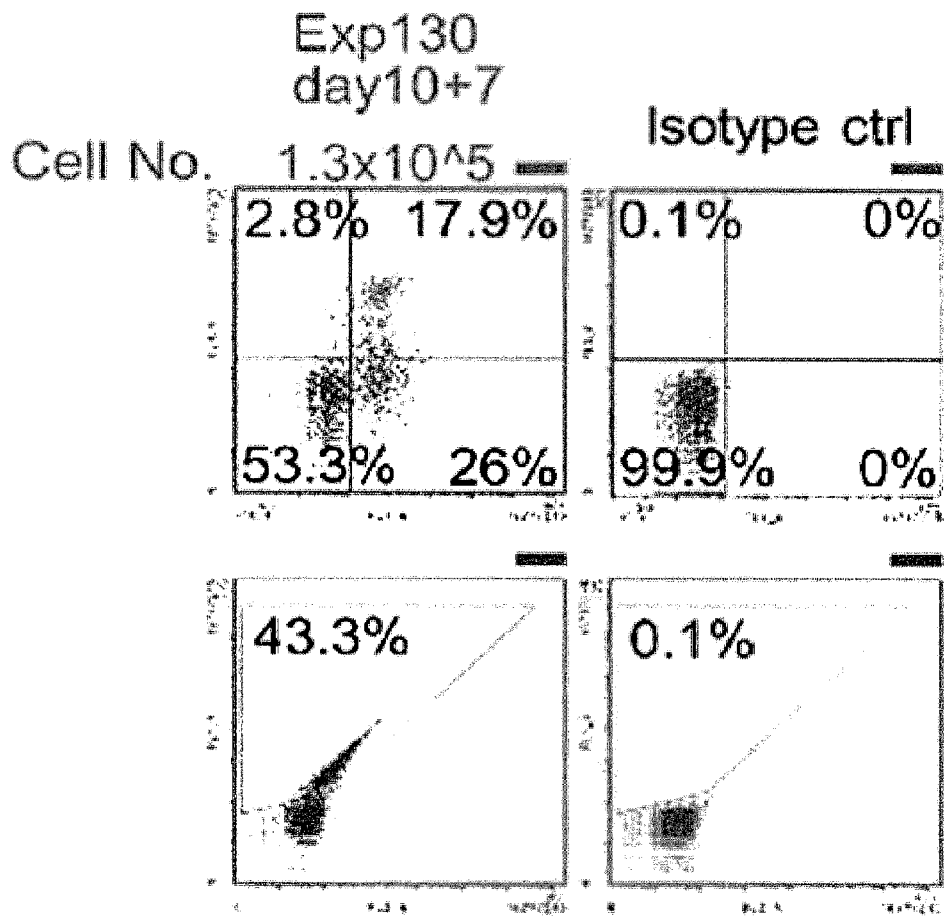 Exp130
day10+7
Isotype ctrl
Cell No. 1.3x10^5
2.8% 17.9% 0.1% 0%
53.3% 26% 99.9% 0%
43.3% 0.1%